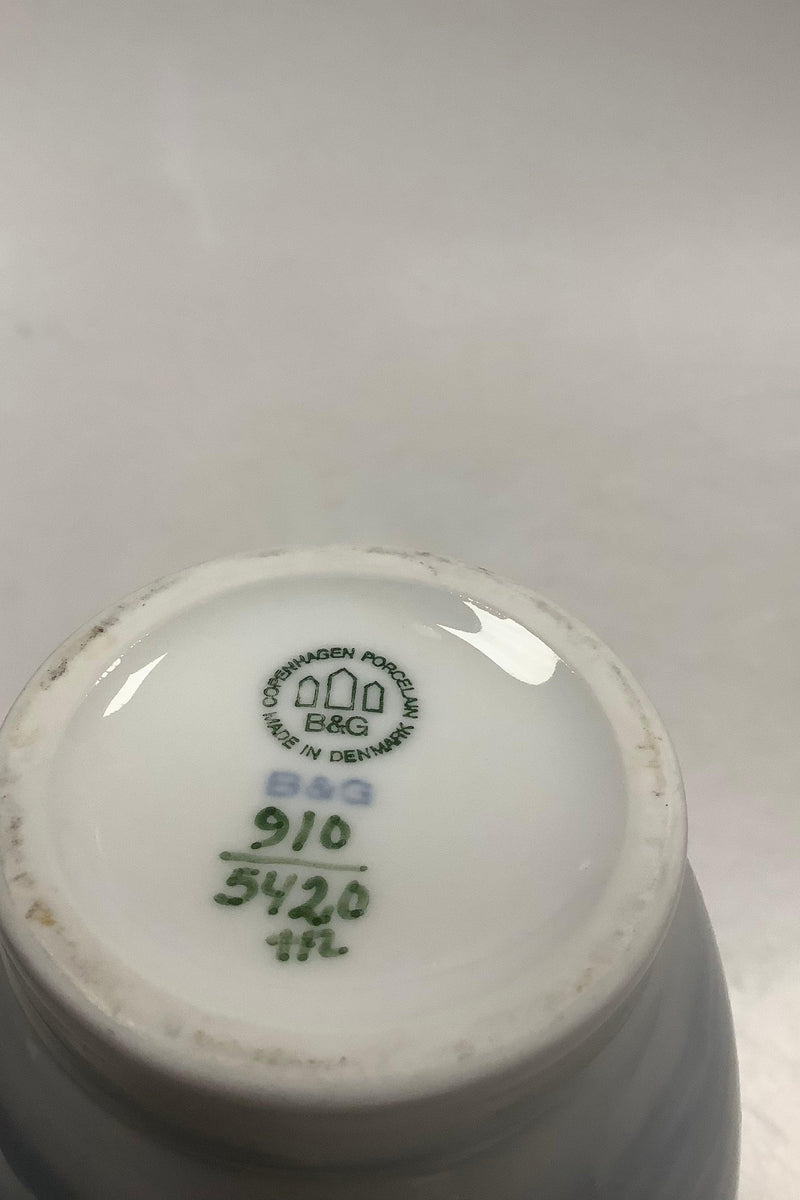 COPENHAGEN PORCELAIN
B&G
MADE IN DENMARK
B&G
910
5420